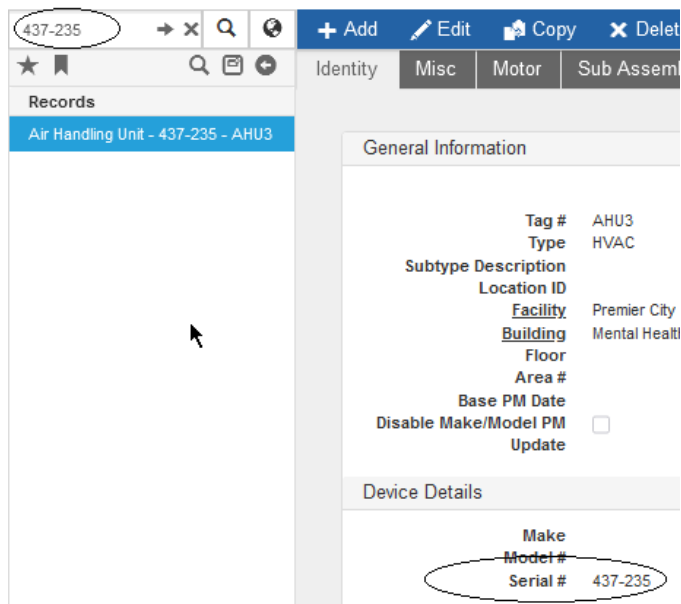 437-235
Add Edit Copy Delet
Identity Misc Motor Sub Asseml
Records
Air Handling Unit - 437-235 - AHU3
General Information
Tag # AHU3
Type HVAC
Subtype Description
Location ID
Facility Premier City
Building Mental Healt
Floor
Area #
Base PM Date
Disable Make/Model PM
Update
Device Details
Make
Model #
Serial # 437-235